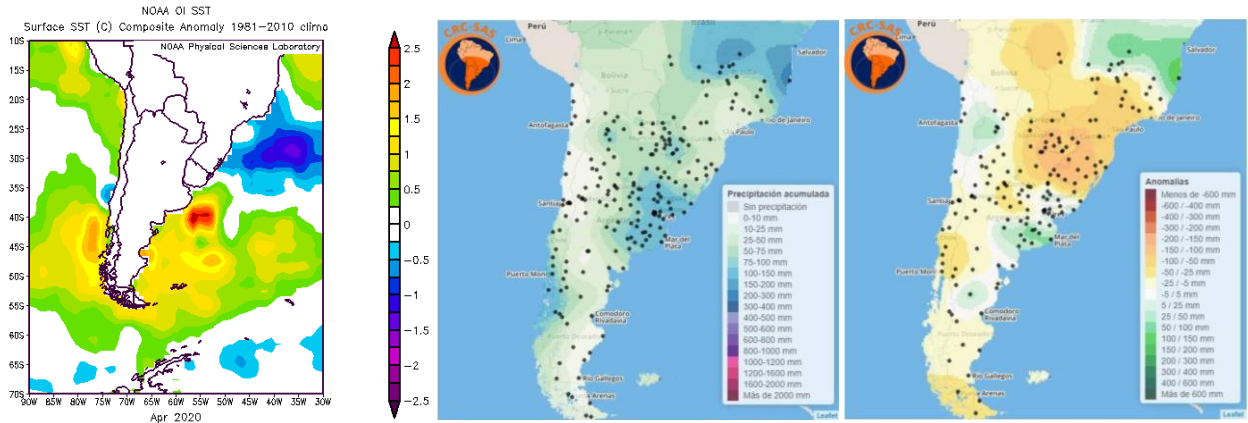 NOAA OI SST
Surface SST (C) Composite Anomaly 1981–2010 climo
NOAA Physical Sciences Laboratory
10S
15S
20S
25S
30S
35S
40S
45S
50S
55S
60S
65S
70S
90W 85W 80W 75W 70W 65W 60W 55W 50W 45W 40W 35W 30W
Apr 2020
2.5
2
1.5
1
0.5
0
−0.5
−1
−1.5
−2
−2.5
CRC-SAS
Perú
Lima
Bolivia
Sucre
Salvador
Antofagasta
São Paulo
Rio de Janeiro
Santiago
Mar del
Plata
Puerto Mon
Comodoro
Rivadavia
Río Gallegos
Arenas
Precipitación acumulada
Sin precipitación
0-10 mm
10-25 mm
25-50 mm
50-75 mm
75-100 mm
100-150 mm
150-200 mm
200-300 mm
300-400 mm
400-500 mm
500-600 mm
600-800 mm
800-1000 mm
1000-1200 mm
1200-1600 mm
1600-2000 mm
Más de 2000 mm
Leaflet
CRC-SAS
Perú
Lima
Bolivia
Sucre
Salvador
Antofagasta
São Paulo
Rio de Janeiro
Santiago
Mar del
Plata
Puerto Mon
Comodoro
Rivadavia
Río Gallegos
Arenas
Anomalias
Menos de -600 mm
-600 / -400 mm
-400 / -300 mm
-300 / -200 mm
-200 / -150 mm
-150 / -100 mm
-100 / -50 mm
-50 / -25 mm
-25 / -5 mm
-5 / 5 mm
5 / 25 mm
25 / 50 mm
50 / 100 mm
100 / 150 mm
150 / 200 mm
200 / 300 mm
300 / 400 mm
400 / 600 mm
Más de 600 mm
Leaflet